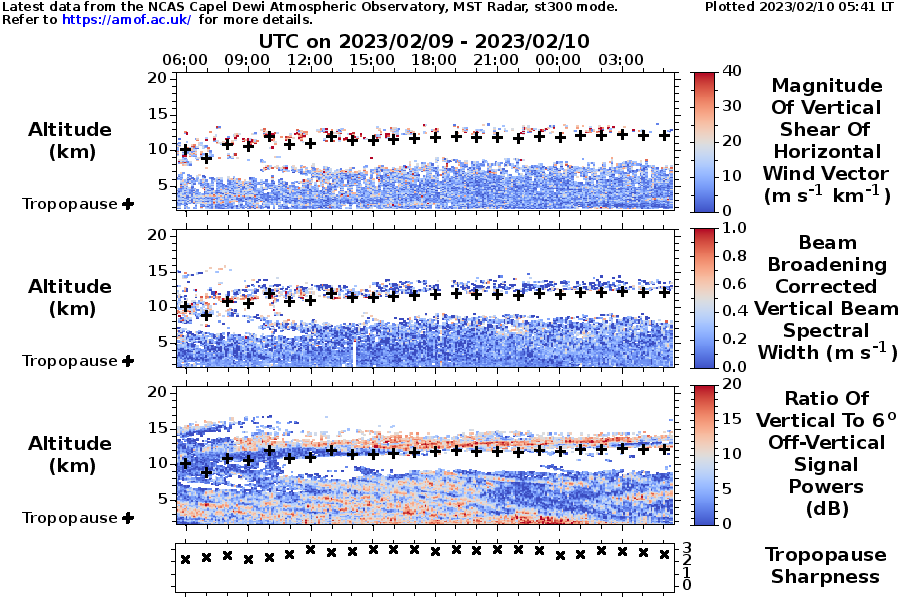 Latest data from the NCAS Capel Dewi Atmospheric Observatory, MST Radar, st300 mode.
Plotted 2023/02/10 05:41 LT
Refer to https://amof.ac.uk/ for more details.
UTC on 2023/02/09 - 2023/02/10
06:00 09:00 12:00 15:00 18:00 21:00 00:00 03:00
Altitude
(km)
Tropopause
20
15
10
5
40
30
20
10
0
Magnitude
Of Vertical
Shear Of
Horizontal
Wind Vector
(m s-1 km-1)
Altitude
(km)
Tropopause
20
15
10
5
1.0
0.8
0.6
0.4
0.2
0.0
Beam
Broadening
Corrected
Vertical Beam
Spectral
Width (m s-1)
Altitude
(km)
Tropopause
20
15
10
5
20
15
10
5
0
Ratio Of
Vertical To 6o
Off-Vertical
Signal
Powers
(dB)
3
2
1
0
Tropopause
Sharpness